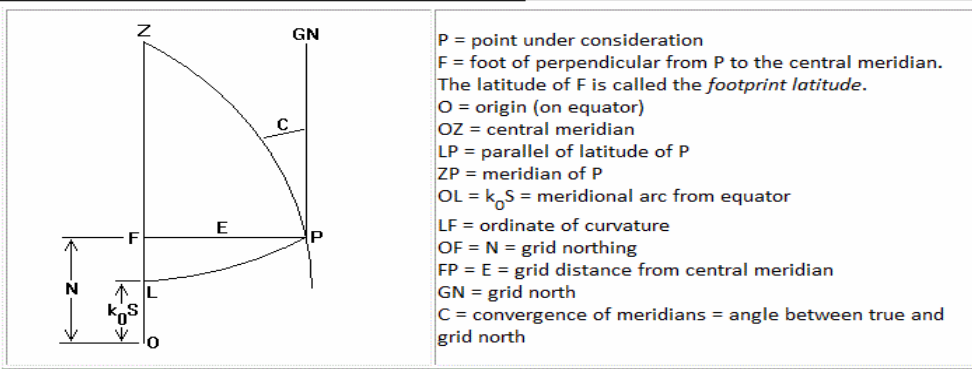 Z
GN
C
F
E
P
N
L
k₀S
O
P = point under consideration
F = foot of perpendicular from P to the central meridian.
The latitude of F is called the footprint latitude.
O = origin (on equator)
OZ = central meridian
LP = parallel of latitude of P
ZP = meridian of P
OL = k₀S = meridional arc from equator
LF = ordinate of curvature
OF = N = grid northing
FP = E = grid distance from central meridian
GN = grid north
C = convergence of meridians = angle between true and
grid north